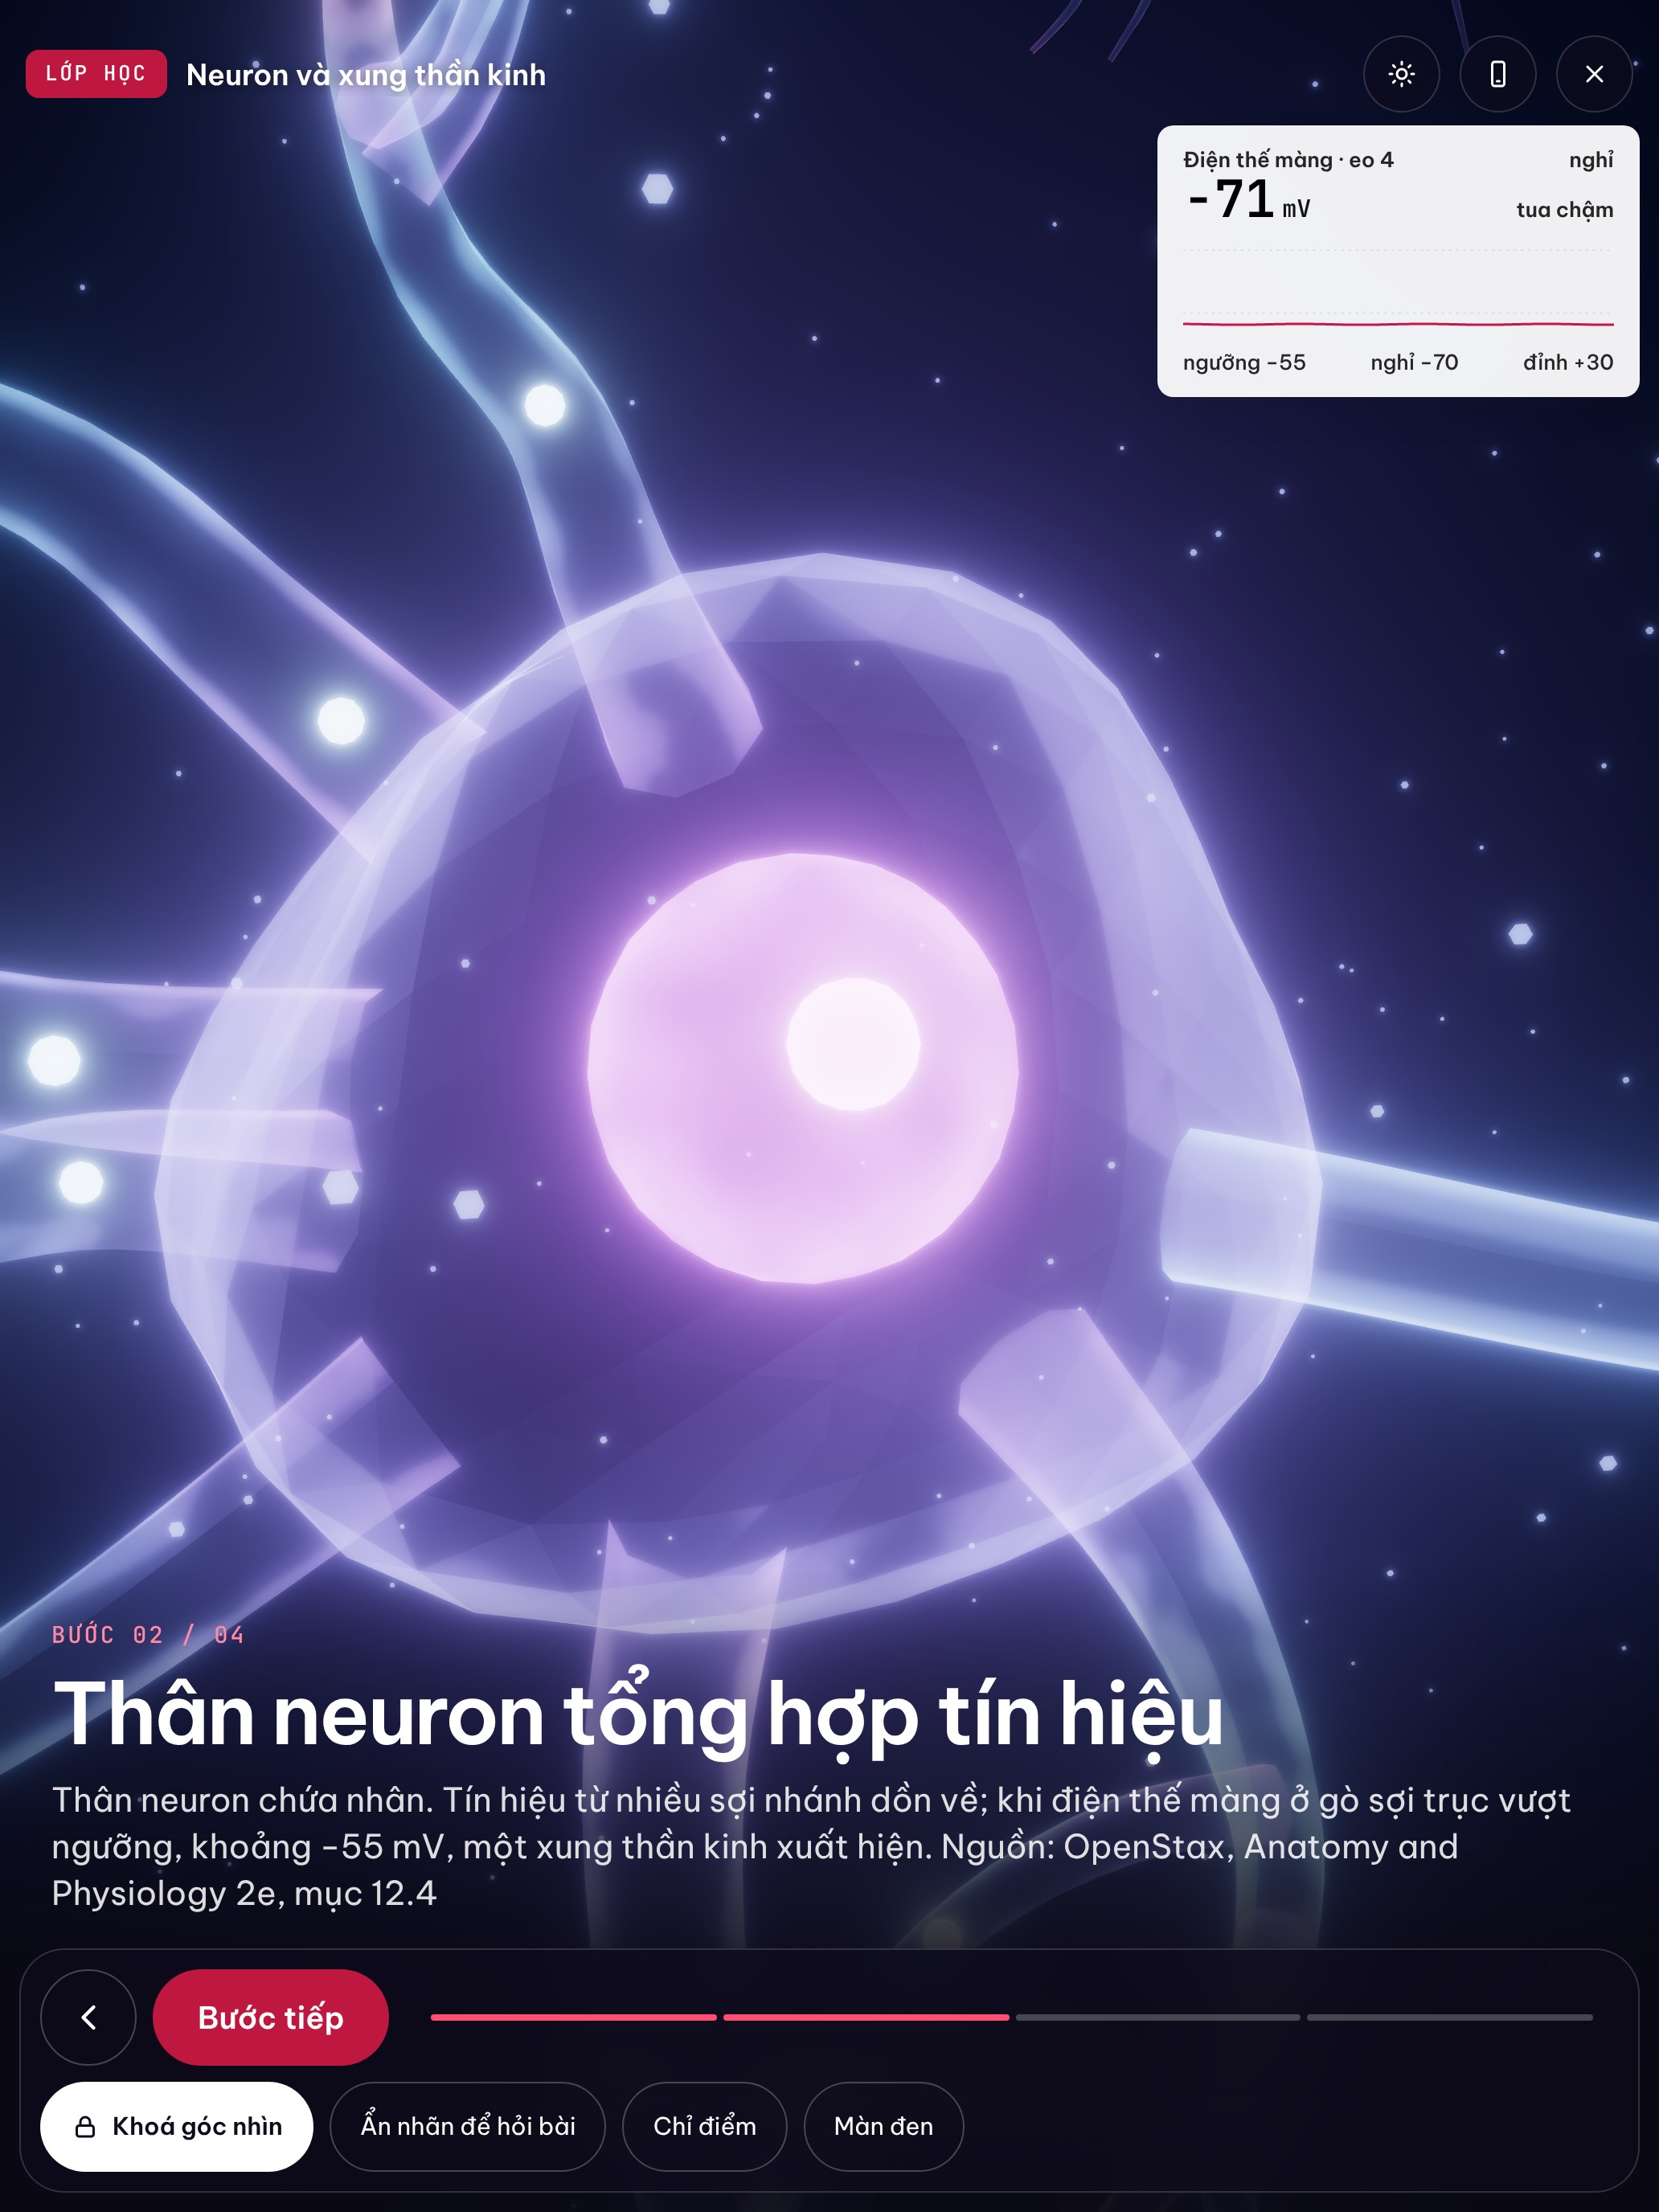 LỚP HỌC
Neuron và xung thần kinh
Điện thế màng · eo 4
nghỉ
-71 mV
tua chậm
ngưỡng −55
nghỉ −70
đỉnh +30
BƯỚC 02 / 04
Thân neuron tổng hợp tín hiệu
Thân neuron chứa nhân. Tín hiệu từ nhiều sợi nhánh dồn về; khi điện thế màng ở gò sợi trục vượt
ngưỡng, khoảng −55 mV, một xung thần kinh xuất hiện. Nguồn: OpenStax, Anatomy and
Physiology 2e, mục 12.4
Bước tiếp
Khoá góc nhìn
Ẩn nhãn để hỏi bài
Chỉ điểm
Màn đen